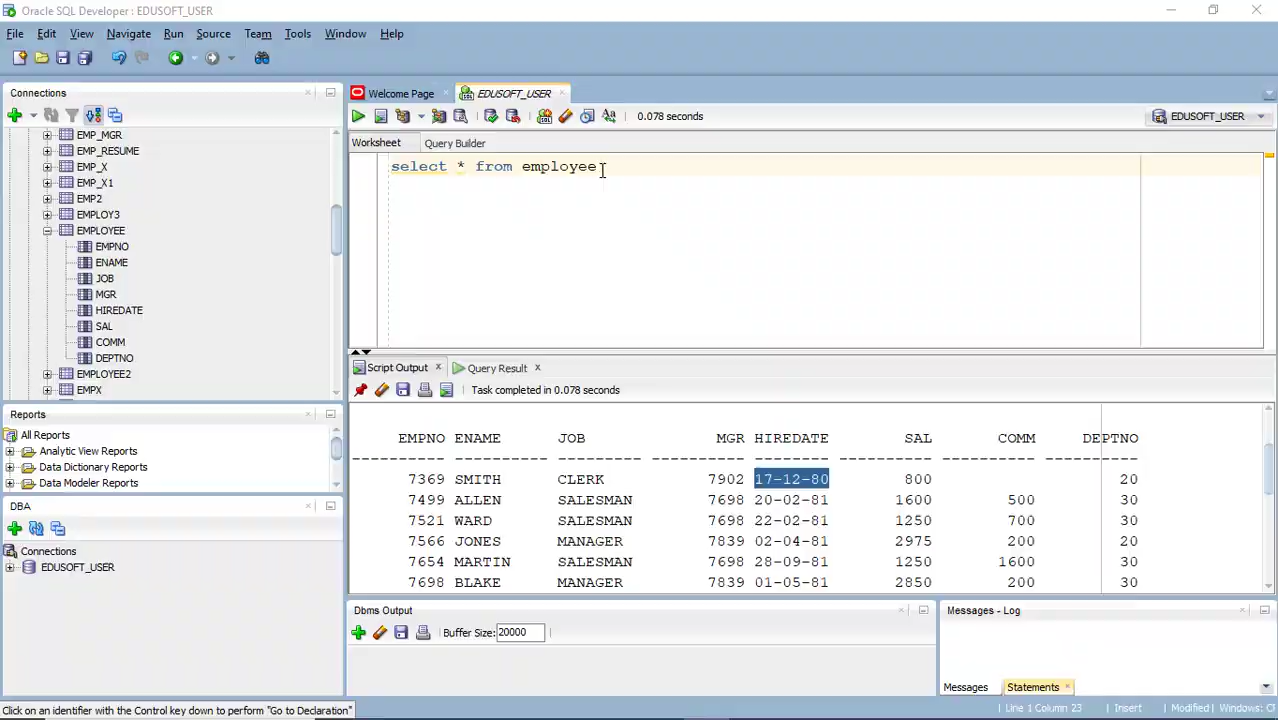 Oracle SQL Developer : EDUSOFT_USER
File Edit View Navigate Run Source Team Tools Window Help
Connections
EMP_MGR
EMP_RESUME
EMP_X
EMP_X1
EMP2
EMPLOY3
EMPLOYEE
EMPNO
ENAME
JOB
MGR
HIREDATE
SAL
COMM
DEPTNO
EMPLOYEE2
EMPX
Reports
All Reports
Analytic View Reports
Data Dictionary Reports
Data Modeler Reports
DBA
Connections
EDUSOFT_USER
Welcome Page EDUSOFT_USER
0.078 seconds EDUSOFT_USER
Worksheet Query Builder
select * from employee
Script Output Query Result
Task completed in 0.078 seconds
EMPNO ENAME JOB MGR HIREDATE SAL COMM DEPTNO
---------- ---------- --------- ---------- -------- ---------- ---------- ----------
7369 SMITH CLERK 7902 17-12-80 800 20
7499 ALLEN SALESMAN 7698 20-02-81 1600 500 30
7521 WARD SALESMAN 7698 22-02-81 1250 700 30
7566 JONES MANAGER 7839 02-04-81 2975 200 20
7654 MARTIN SALESMAN 7698 28-09-81 1250 1600 30
7698 BLAKE MANAGER 7839 01-05-81 2850 200 30
Dbms Output
Buffer Size: 20000
Messages - Log
Messages Statements
Click on an identifier with the Control key down to perform "Go to Declaration"
Line 1 Column 23 Insert Modified Windows: CF